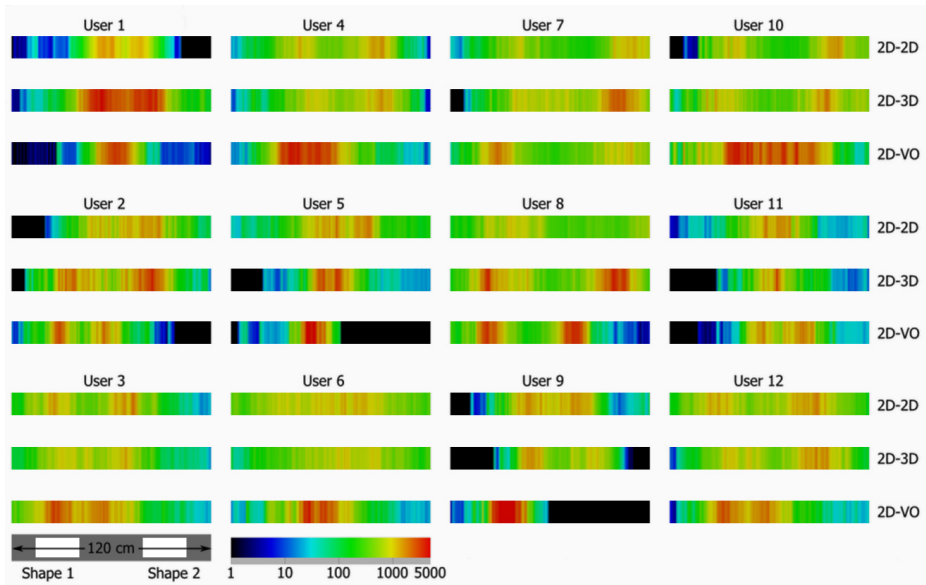 User 1 User 4 User 7 User 10
2D-2D
2D-3D
2D-VO
User 2 User 5 User 8 User 11
2D-2D
2D-3D
2D-VO
User 3 User 6 User 9 User 12
2D-2D
2D-3D
2D-VO
120 cm
Shape 1 Shape 2 1 10 100 1000 5000